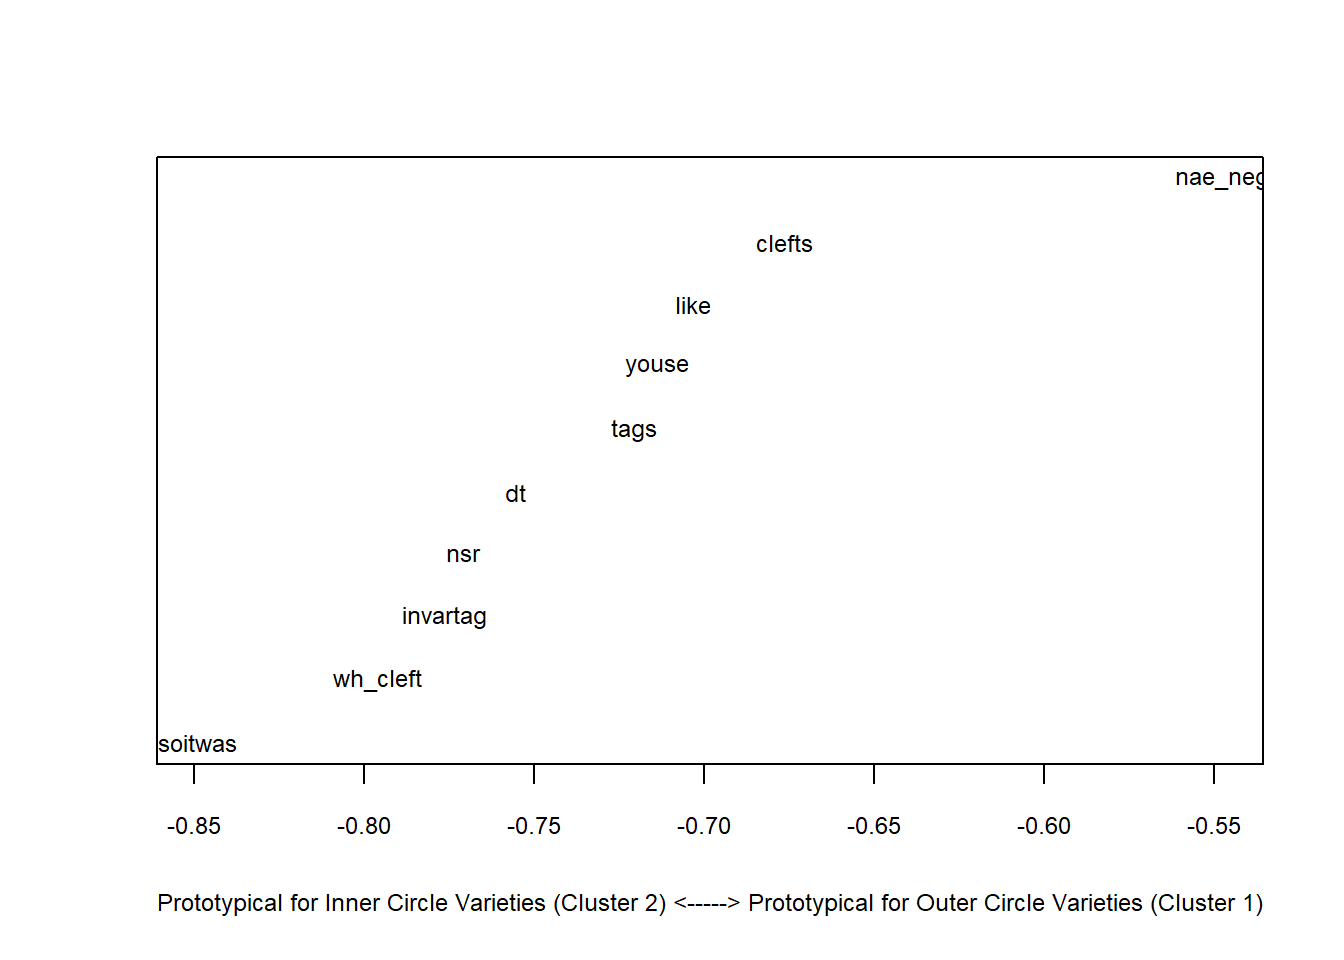 nae_neg
clefts
like
youse
tags
dt
nsr
invartag
wh_cleft
soitwas
-0.85 -0.80 -0.75 -0.70 -0.65 -0.60 -0.55
Prototypical for Inner Circle Varieties (Cluster 2) <-----> Prototypical for Outer Circle Varieties (Cluster 1)